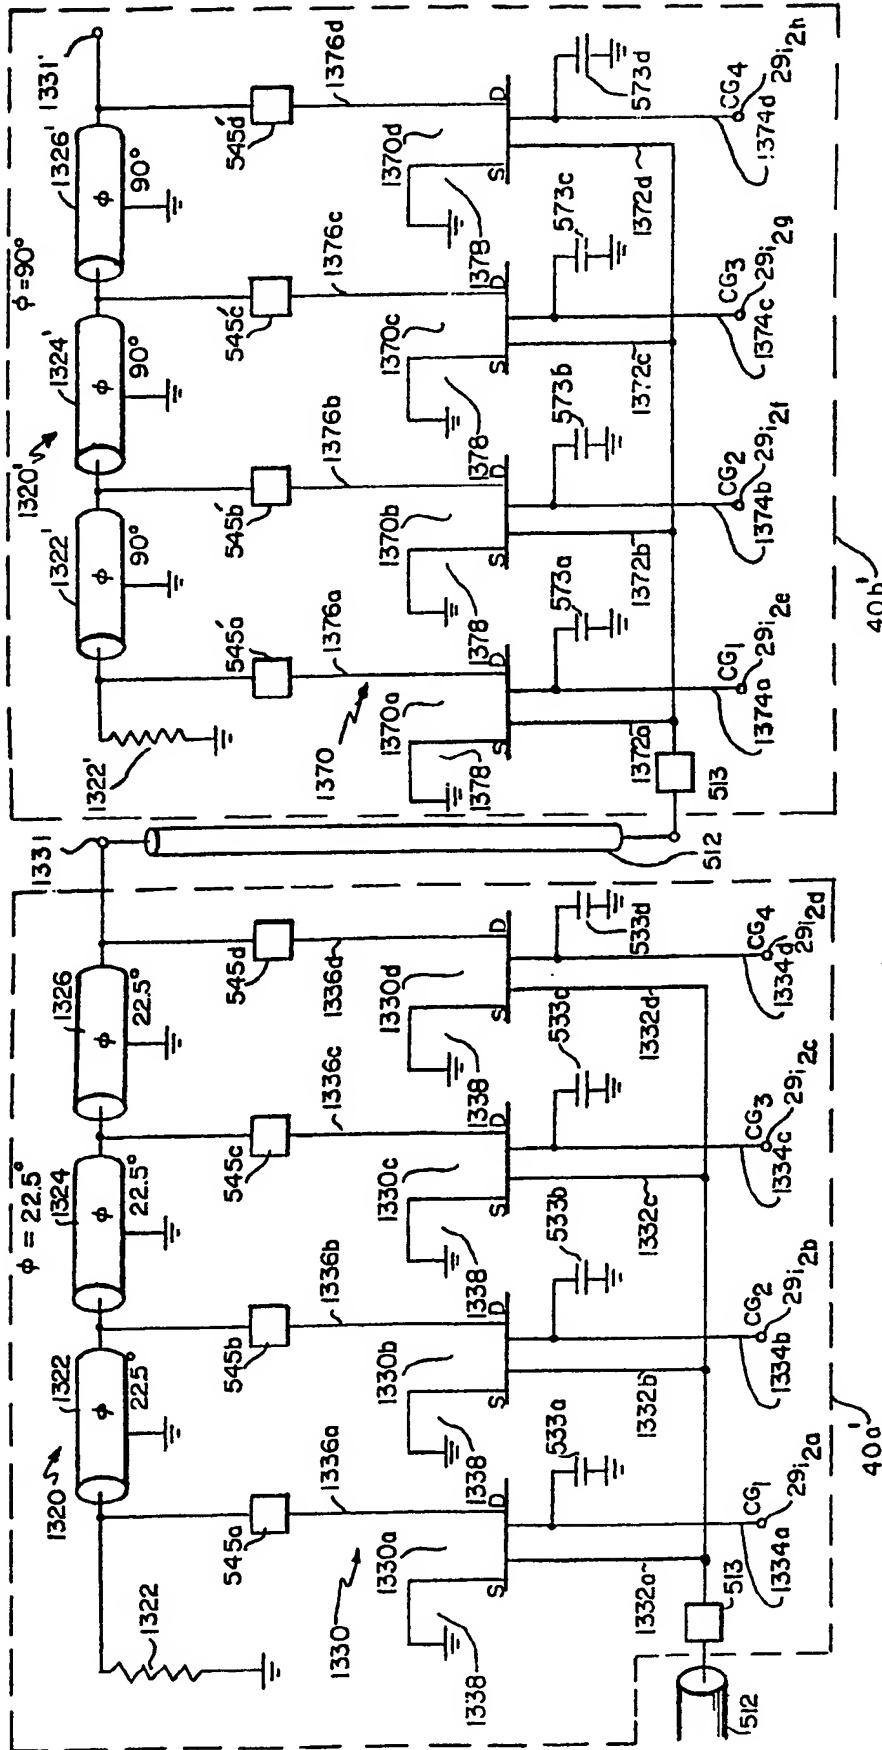 φ = 22.5°
φ = 90°
1320
1322
1324
1326
1331
1320'
1322'
1324'
1326'
1331'
φ
φ
φ
φ
φ
φ
22.5°
22.5°
22.5°
90°
90°
90°
1322
1322'
545a
545b
545c
545d
545a'
545b'
545c'
545d'
1336a
1336b
1336c
1336d
1376a
1376b
1376c
1376d
1330
1330a
1330b
1330c
1330d
1370
1370a
1370b
1370c
1370d
S D
S D
S D
S D
S D
S D
S D
S D
1338
1338
1338
1338
1378
1378
1378
1378
533a
533b
533c
533d
573a
573b
573c
573d
1332a
1332b
1332c
1332d
1372a
1372b
1372c
1372d
512
513
512
513
CG1
CG2
CG3
CG4
CG1
CG2
CG3
CG4
1334a
1334b
1334c
1334d'
1374a
1374b
1374c
1374d
29i2a
29i2b
29i2c
29i2d
29i2e
29i2f
29i2g
29i2h
40a'
40b'